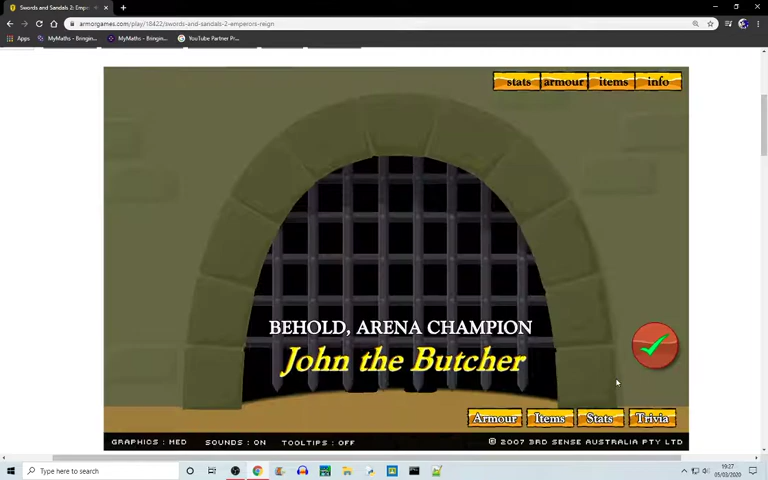 Swords and Sandals 2: Emperor's
armorgames.com/play/18422/swords-and-sandals-2-emperors-reign
Apps
MyMaths - Bringin...
MyMaths - Bringin...
YouTube Partner Pr...
stats
armour
items
info
BEHOLD, ARENA CHAMPION
John the Butcher
Armour
Items
Stats
Trivia
GRAPHICS : MED
SOUNDS : ON
TOOLTIPS : OFF
© 2007 3RD SENSE AUSTRALIA PTY LTD
Type here to search
19:27
05/03/2020